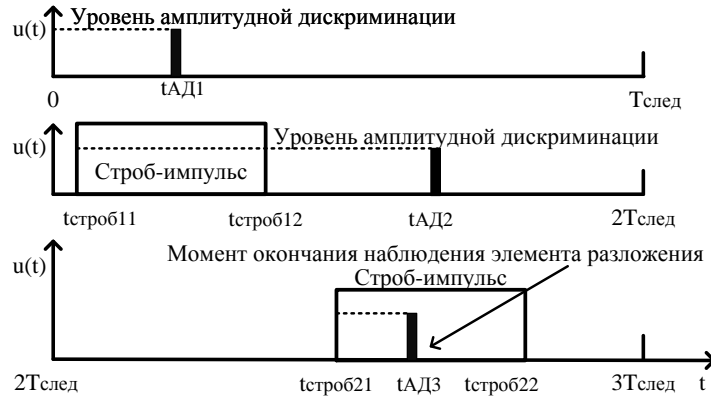 Уровень амплитудной дискриминации
u(t)
tАД1
0
Tслед
Уровень амплитудной дискриминации
u(t)
Строб-импульс
tстроб11
tстроб12
tАД2
2Tслед
Момент окончания наблюдения элемента разложения
u(t)
Строб-импульс
2Tслед
tстроб21
tАД3
tстроб22
3Tслед
t